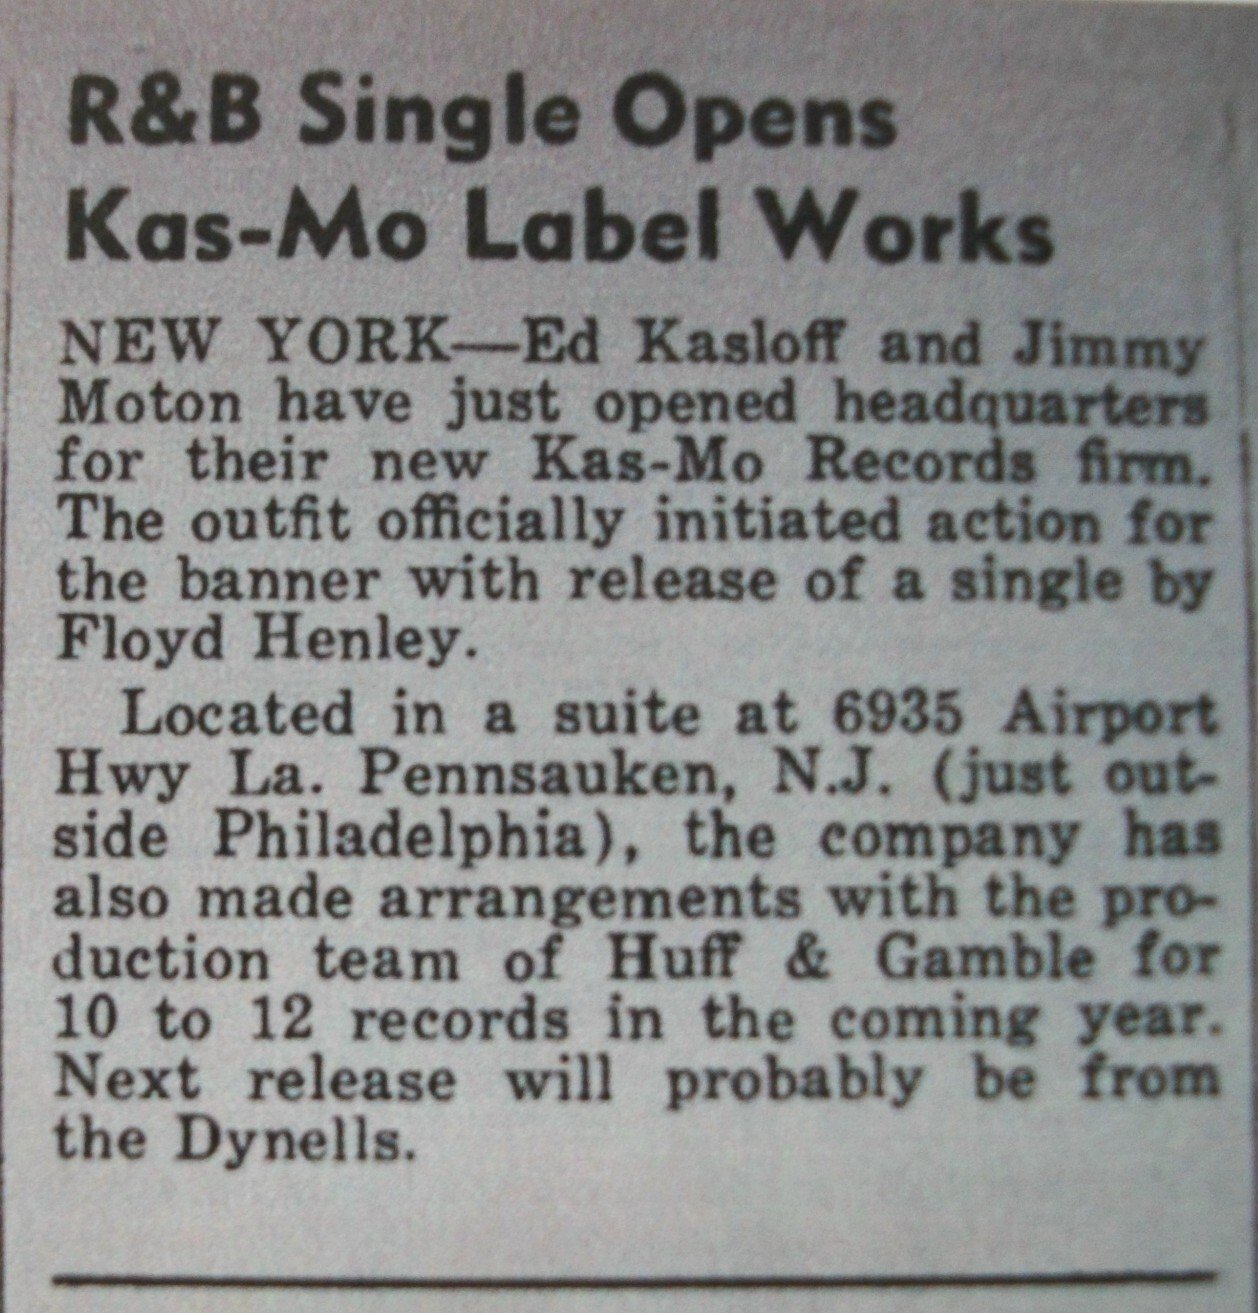 R&B Single Opens
Kas-Mo Label Works
NEW YORK—Ed Kasloff and Jimmy
Moton have just opened headquarters
for their new Kas-Mo Records firm.
The outfit officially initiated action for
the banner with release of a single by
Floyd Henley.
Located in a suite at 6935 Airport
Hwy La. Pennsauken, N.J. (just out-
side Philadelphia), the company has
also made arrangements with the pro-
duction team of Huff & Gamble for
10 to 12 records in the coming year.
Next release will probably be from
the Dynells.